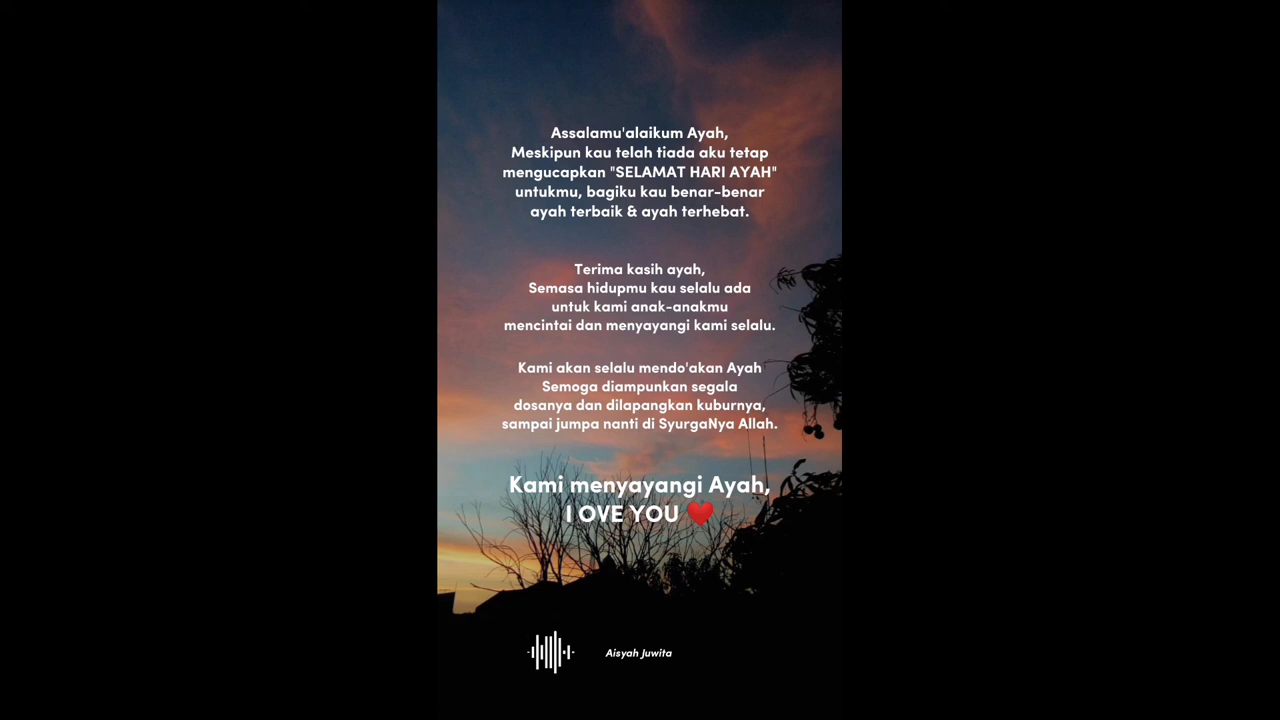 Assalamu'alaikum Ayah,
Meskipun kau telah tiada aku tetap
mengucapkan "SELAMAT HARI AYAH"
untukmu, bagiku kau benar-benar
ayah terbaik & ayah terhebat.
Terima kasih ayah,
Semasa hidupmu kau selalu ada
untuk kami anak-anakmu
mencintai dan menyayangi kami selalu.
Kami akan selalu mendo'akan Ayah
Semoga diampunkan segala
dosanya dan dilapangkan kuburnya,
sampai jumpa nanti di SyurgaNya Allah.
Kami menyayangi Ayah,
I OVE YOU ❤️
Aisyah Juwita